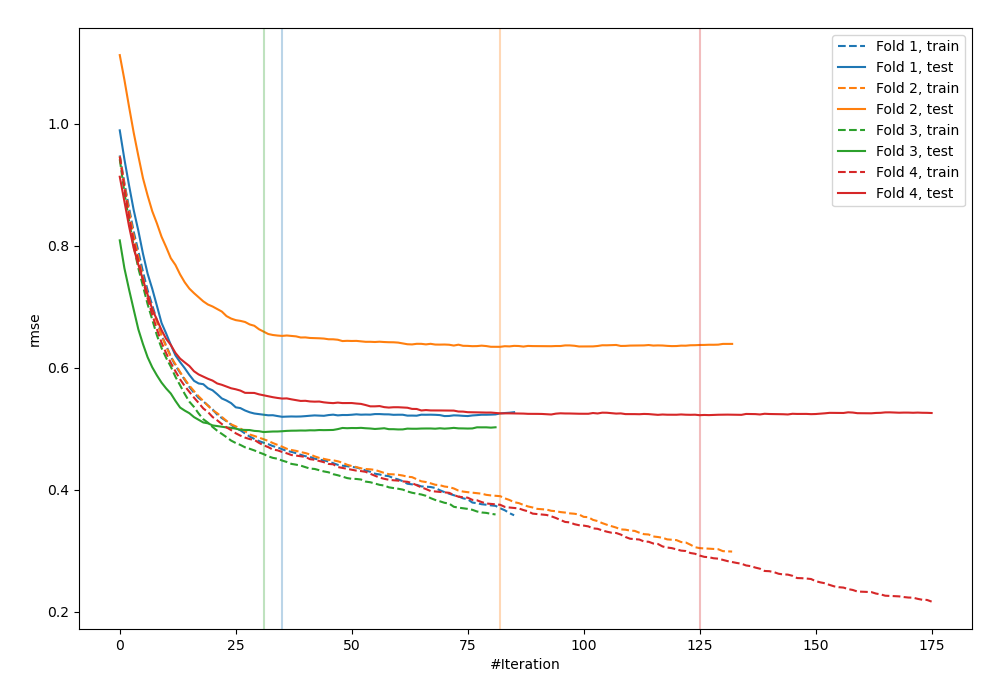 Fold 1, train
Fold 1, test
Fold 2, train
Fold 2, test
Fold 3, train
Fold 3, test
Fold 4, train
Fold 4, test
1.0
0.8
0.6
0.4
0.2
rmse
0 25 50 75 100 125 150 175
#Iteration